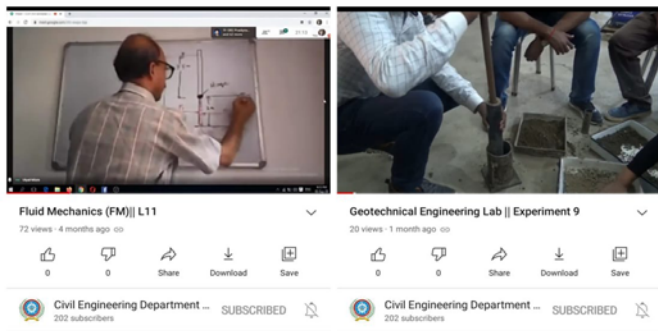 Fluid Mechanics (FM)|| L11
72 views · 4 months ago
0
0
Share
Download
Save
Civil Engineering Department ...
202 subscribers
SUBSCRIBED
Geotechnical Engineering Lab || Experiment 9
20 views · 1 month ago
0
0
Share
Download
Save
Civil Engineering Department ...
202 subscribers
SUBSCRIBED